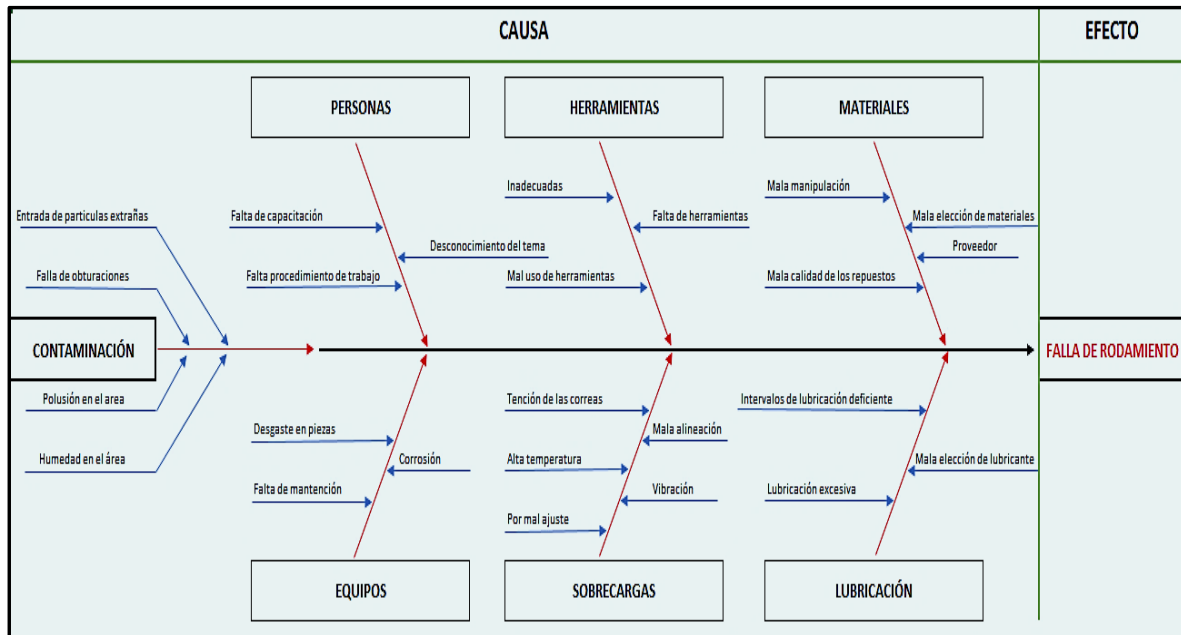 CAUSA
EFECTO
PERSONAS
HERRAMIENTAS
MATERIALES
Inadecuadas
Mala manipulación
Entrada de particulas extrañas
Falta de capacitación
Falta de herramientas
Mala elección de materiales
Desconocimiento del tema
Proveedor
Falla de obturaciones
Falta procedimiento de trabajo
Mal uso de herramientas
Mala calidad de los repuestos
CONTAMINACIÓN
FALLA DE RODAMIENTO
Polusión en el area
Tención de las correas
Intervalos de lubricación deficiente
Desgaste en piezas
Mala alineación
Humedad en el área
Corrosión
Alta temperatura
Mala elección de lubricante
Falta de mantención
Vibración
Lubricación excesiva
Por mal ajuste
EQUIPOS
SOBRECARGAS
LUBRICACIÓN